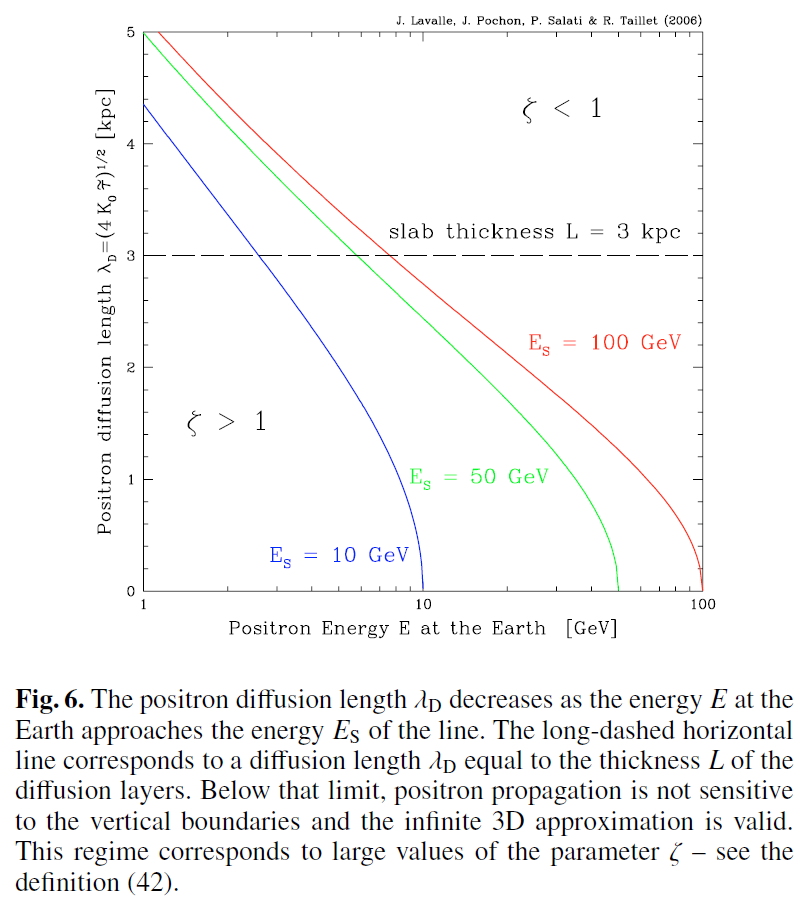 J. Lavalle, J. Pochon, P. Salati & R. Taillet (2006)
5
4
3
2
1
0
Positron diffusion length λD=(4 K0 τ̃)1/2 [kpc]
ζ < 1
slab thickness L = 3 kpc
ES = 100 GeV
ζ > 1
ES = 50 GeV
ES = 10 GeV
1
10
100
Positron Energy E at the Earth [GeV]
Fig. 6. The positron diffusion length λD decreases as the energy E at the
Earth approaches the energy ES of the line. The long-dashed horizontal
line corresponds to a diffusion length λD equal to the thickness L of the
diffusion layers. Below that limit, positron propagation is not sensitive
to the vertical boundaries and the infinite 3D approximation is valid.
This regime corresponds to large values of the parameter ζ – see the
definition (42).